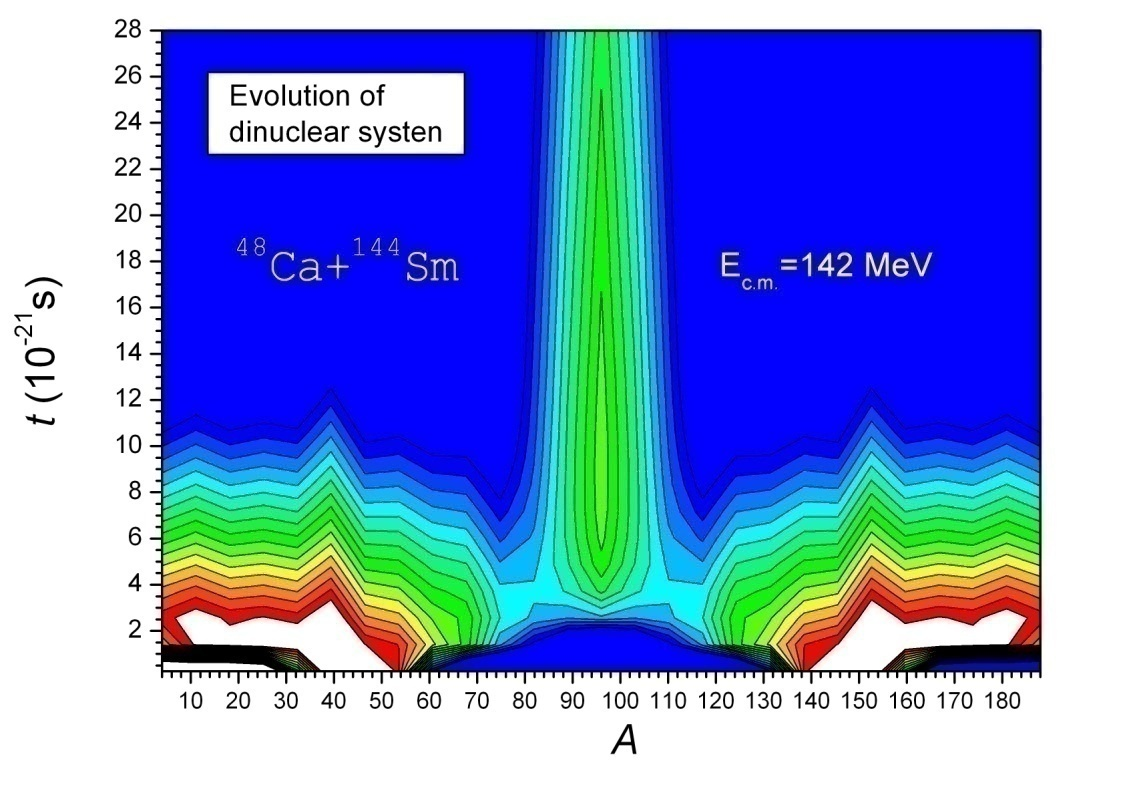 28
26
24
22
20
18
16
14
12
10
8
6
4
2
t (10⁻²¹s)
Evolution of
dinuclear systen
⁴⁸Ca+¹⁴⁴Sm
E_c.m.=142 MeV
10 20 30 40 50 60 70 80 90 100 110 120 130 140 150 160 170 180
A